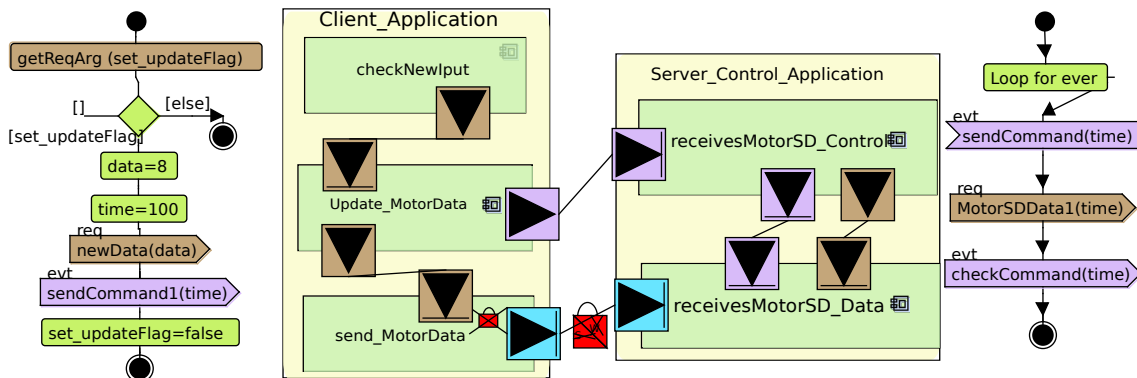 getReqArg (set_updateFlag)
[]
[else]
[set_updateFlag]
data=8
time=100
req
newData(data)
evt
sendCommand1(time)
set_updateFlag=false
Client_Application
checkNewIput
Update_MotorData
send_MotorData
Server_Control_Application
receivesMotorSD_Control
receivesMotorSD_Data
Loop for ever
evt
sendCommand(time)
req
MotorSDData1(time)
evt
checkCommand(time)